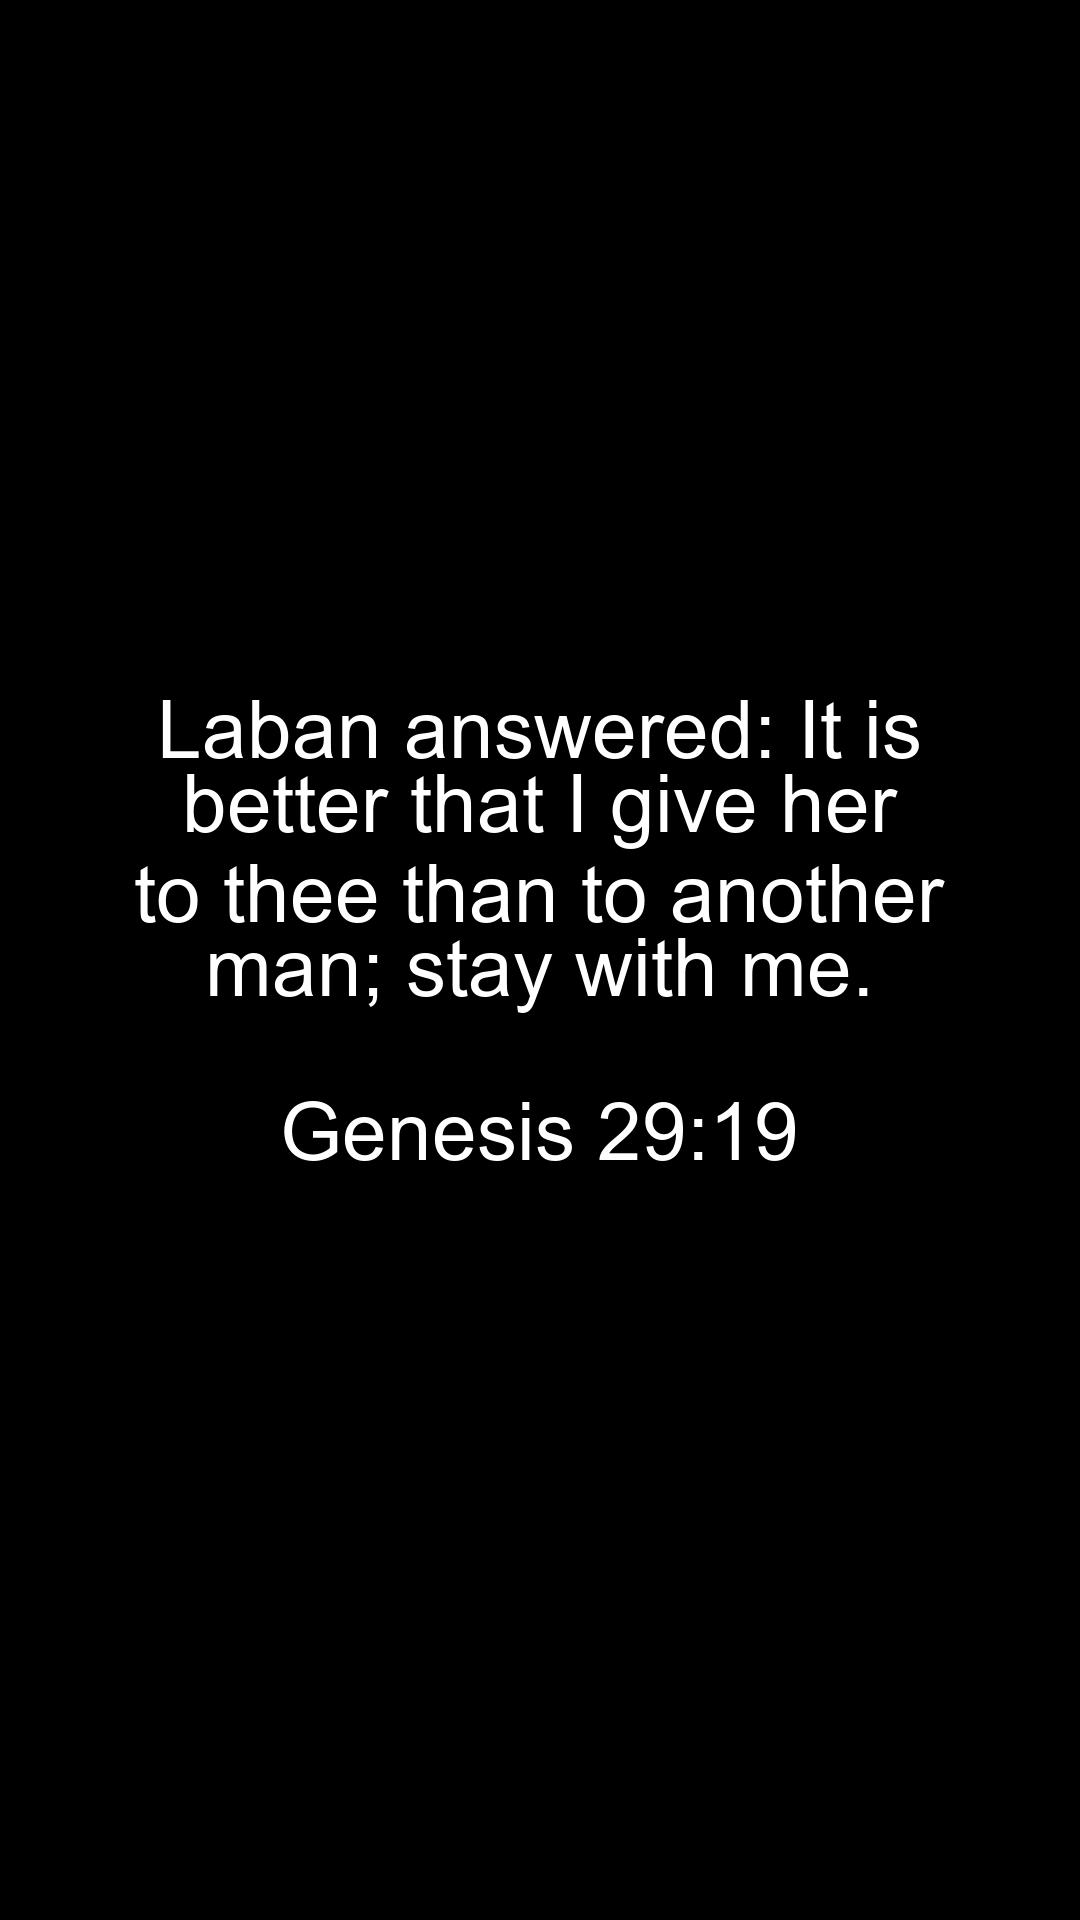 Laban answered: It is
better that I give her
to thee than to another
man; stay with me.
Genesis 29:19